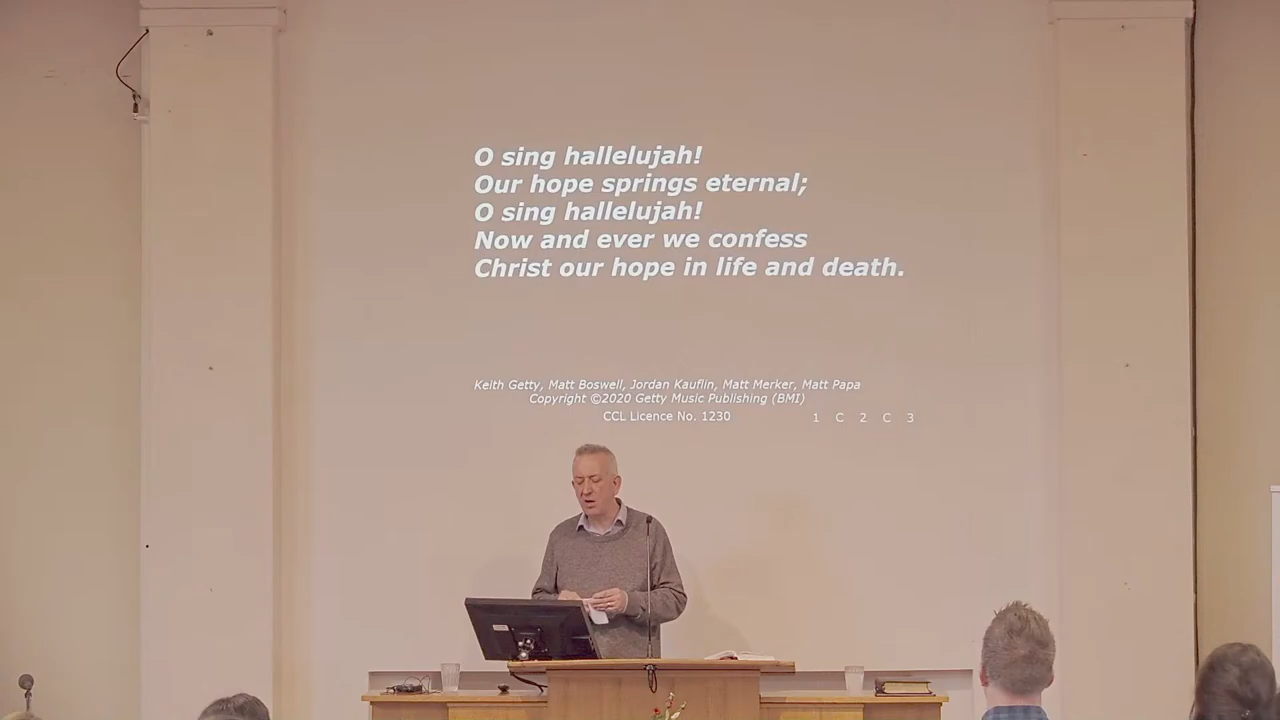 O sing hallelujah!
Our hope springs eternal;
O sing hallelujah!
Now and ever we confess
Christ our hope in life and death.
Keith Getty, Matt Boswell, Jordan Kauflin, Matt Merker, Matt Papa
Copyright ©2020 Getty Music Publishing (BMI)
CCL Licence No. 1230
1 C 2 C 3